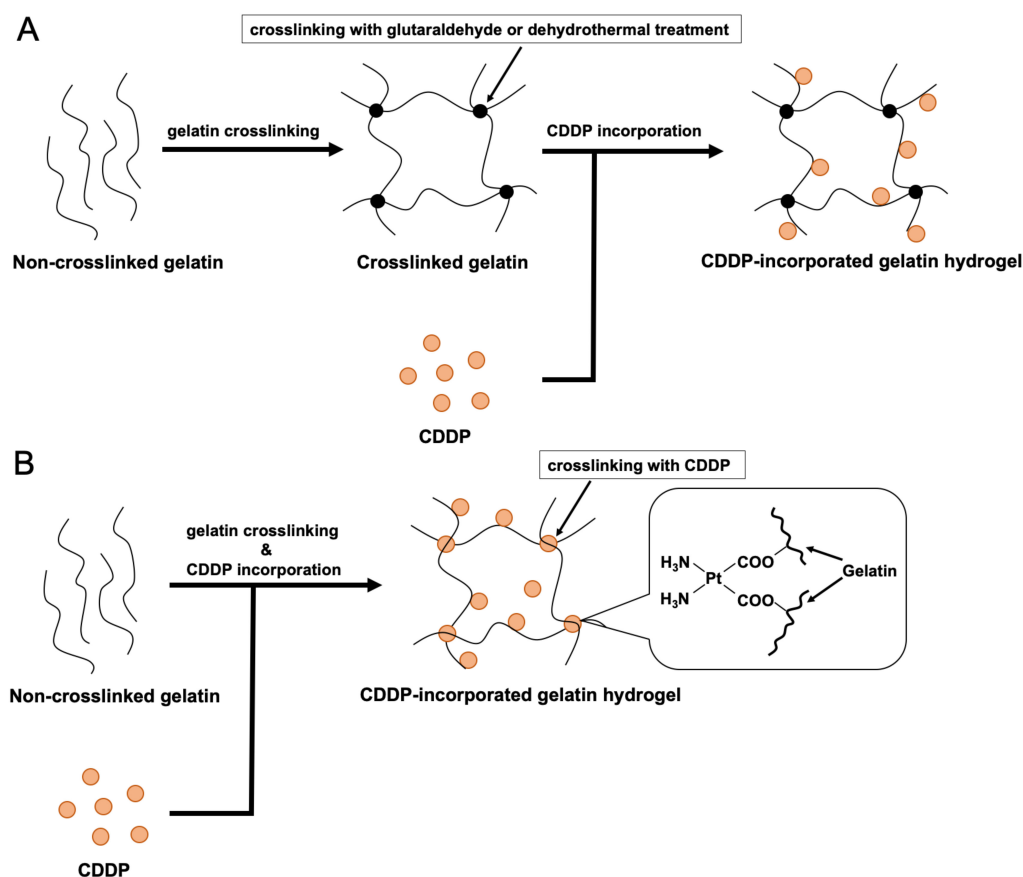 A
crosslinking with glutaraldehyde or dehydrothermal treatment
gelatin crosslinking
CDDP incorporation
Non-crosslinked gelatin
Crosslinked gelatin
CDDP-incorporated gelatin hydrogel
CDDP
B
crosslinking with CDDP
gelatin crosslinking
&
CDDP incorporation
H₃N
Pt
COO
H₃N
COO
Gelatin
Non-crosslinked gelatin
CDDP-incorporated gelatin hydrogel
CDDP